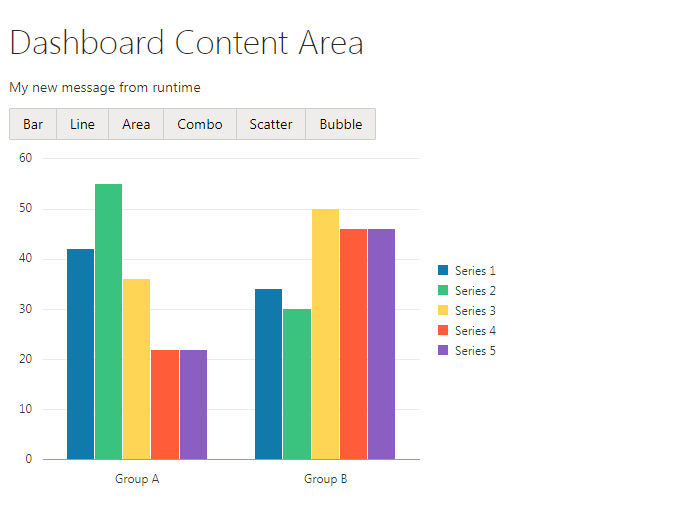 Dashboard Content Area
My new message from runtime
Bar Line Area Combo Scatter Bubble
60
50
40
30
20
10
0
Group A Group B
Series 1
Series 2
Series 3
Series 4
Series 5